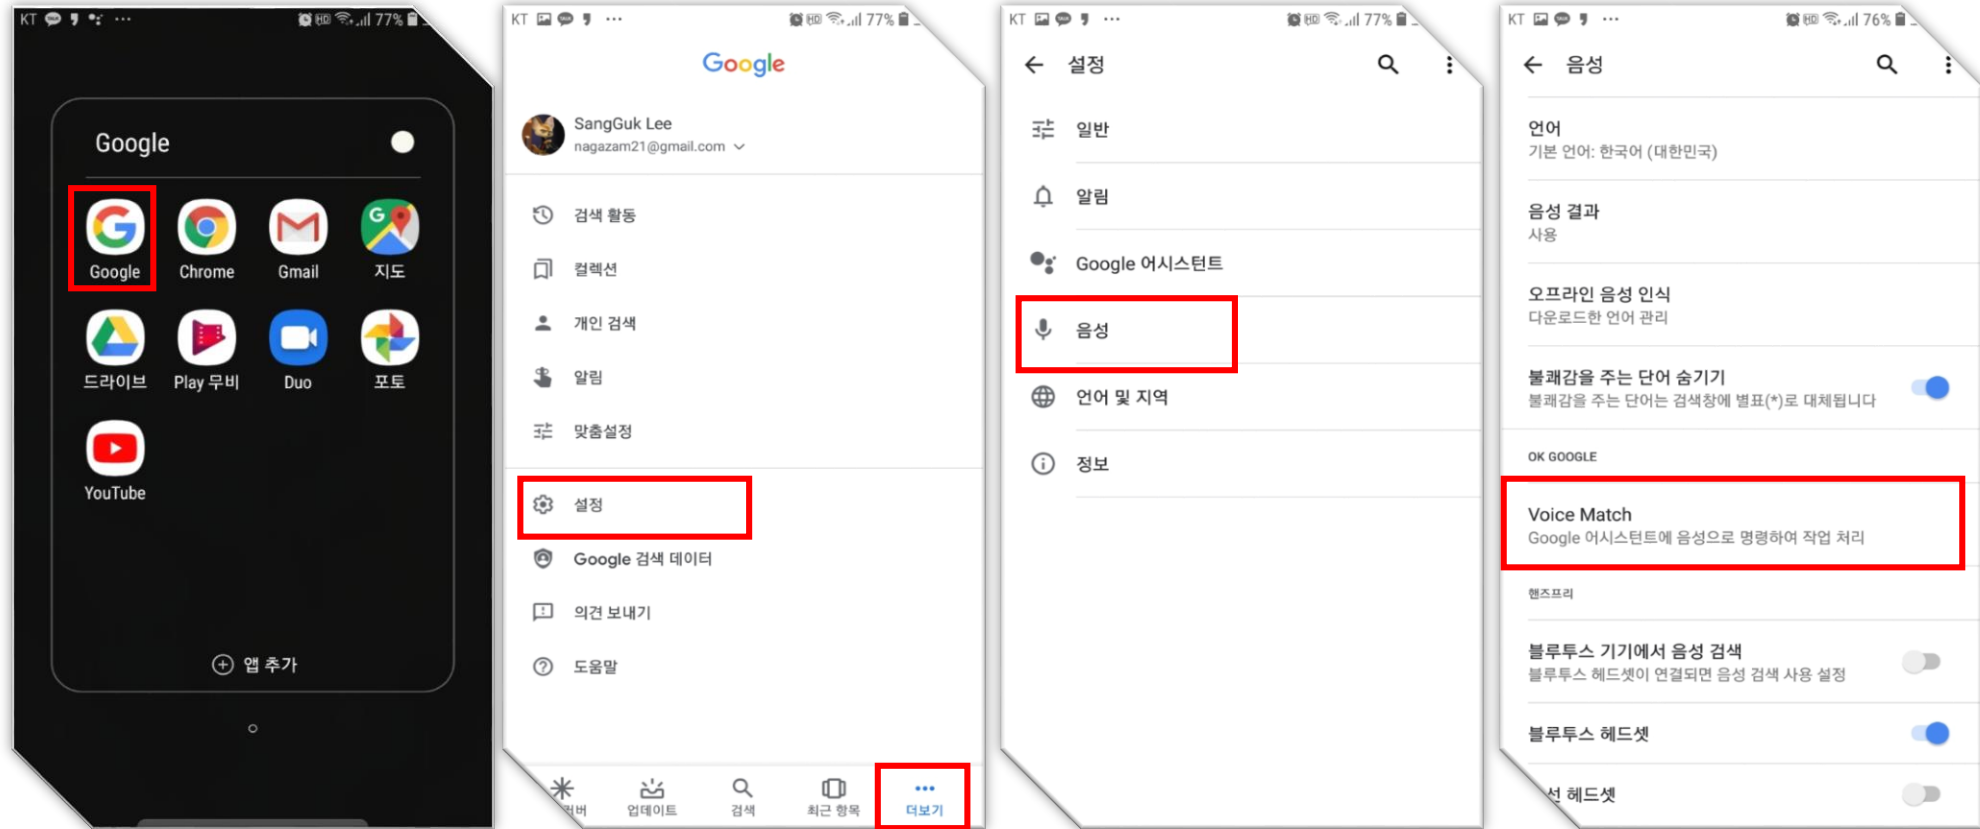 KT
77%
Google
Google
Chrome
Gmail
지도
드라이브
Play 무비
Duo
포토
YouTube
앱 추가
KT
77%
Google
SangGuk Lee
nagazam21@gmail.com
검색 활동
컬렉션
개인 검색
알림
맞춤설정
설정
Google 검색 데이터
의견 보내기
도움말
커버
업데이트
검색
최근 항목
더보기
KT
77%
설정
일반
알림
Google 어시스턴트
음성
언어 및 지역
정보
KT
76%
음성
언어
기본 언어: 한국어 (대한민국)
음성 결과
사용
오프라인 음성 인식
다운로드한 언어 관리
불쾌감을 주는 단어 숨기기
불쾌감을 주는 단어는 검색창에 별표(*)로 대체됩니다
OK GOOGLE
Voice Match
Google 어시스턴트에 음성으로 명령하여 작업 처리
핸즈프리
블루투스 기기에서 음성 검색
블루투스 헤드셋이 연결되면 음성 검색 사용 설정
블루투스 헤드셋
선 헤드셋